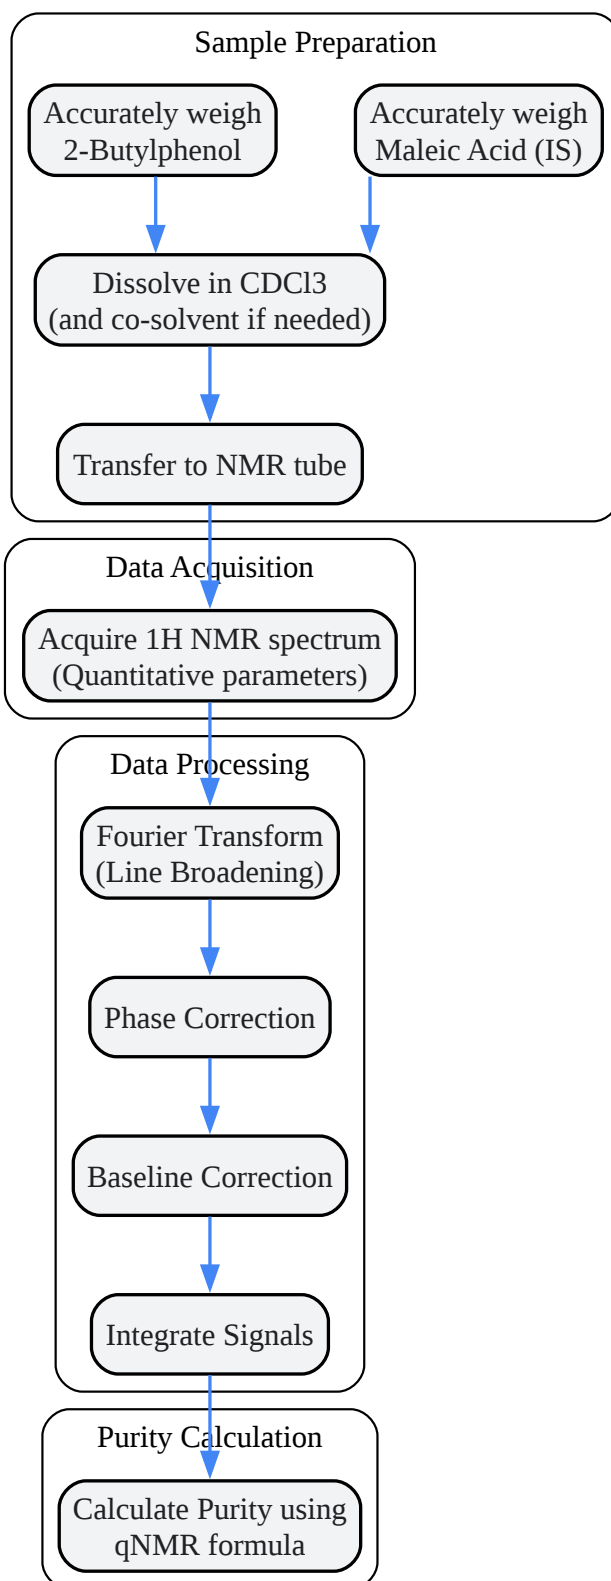 Sample Preparation
Accurately weigh
2-Butylphenol
Accurately weigh
Maleic Acid (IS)
Dissolve in CDCl3
(and co-solvent if needed)
Transfer to NMR tube
Data Acquisition
Acquire 1H NMR spectrum
(Quantitative parameters)
Data Processing
Fourier Transform
(Line Broadening)
Phase Correction
Baseline Correction
Integrate Signals
Purity Calculation
Calculate Purity using
qNMR formula